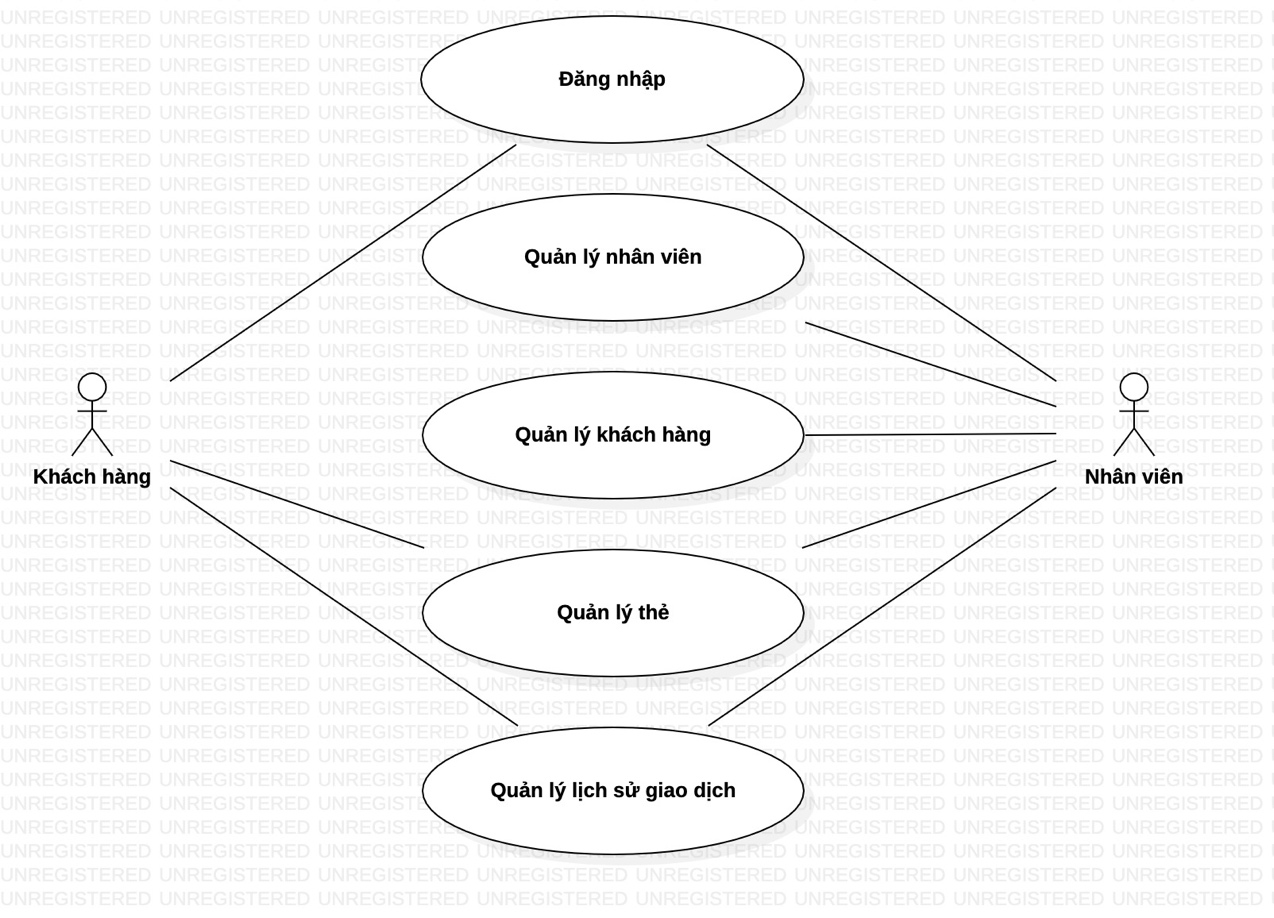 Đăng nhập
Quản lý nhân viên
Quản lý khách hàng
Khách hàng
Nhân viên
Quản lý thẻ
Quản lý lịch sử giao dịch
UNREGISTERED